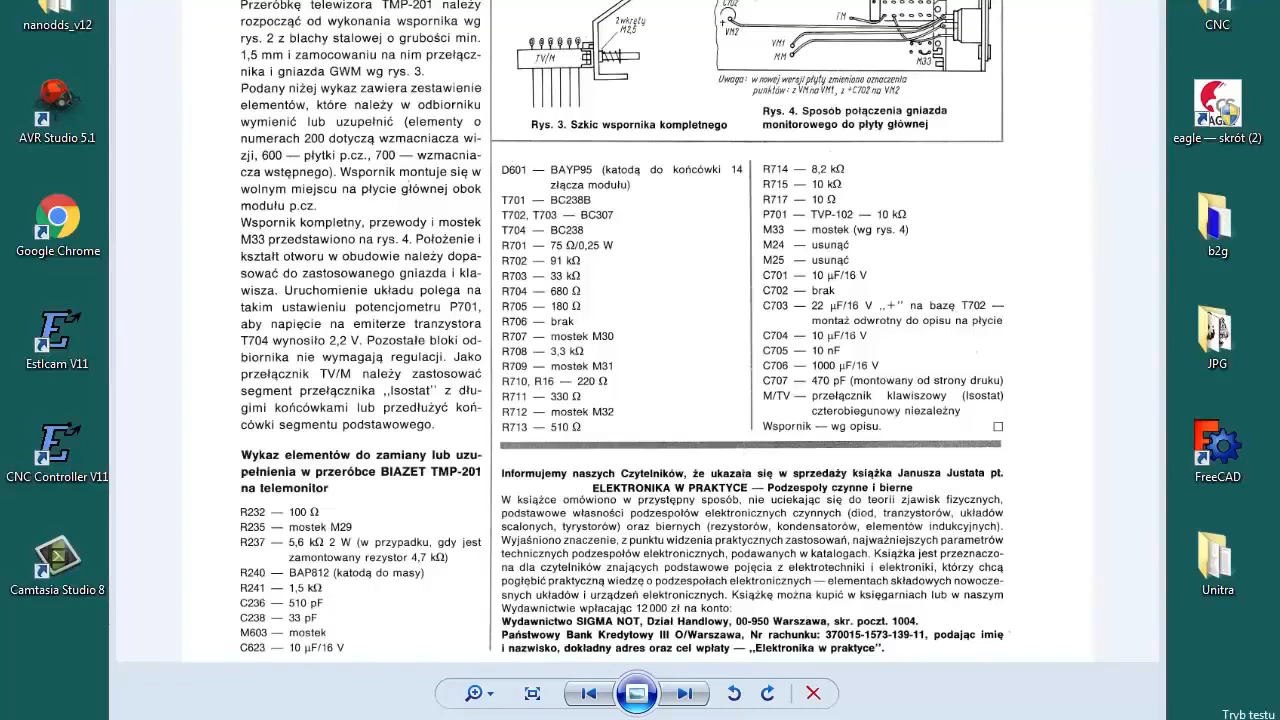 nanodds_v12
AVR Studio 5.1
Google Chrome
Estlcam V11
CNC Controller V11
Camtasia Studio 8
Przeróbkę telewizora TMP-201 należy
rozpocząć od wykonania wspornika wg
rys. 2 z blachy stalowej o grubości min.
1,5 mm i zamocowaniu na nim przełącz-
nika i gniazda GWM wg rys. 3.
Podany niżej wykaz zawiera zestawienie
elementów, które należy w odbiorniku
wymienić lub uzupełnić (elementy o
numerach 200 dotyczą wzmacniacza wi-
zji, 600 — płytki p.cz., 700 — wzmacnia-
cza wstępnego). Wspornik montuje się w
wolnym miejscu na płycie głównej obok
modułu p.cz.
Wspornik kompletny, przewody i mostek
M33 przedstawiono na rys. 4. Położenie i
kształt otworu w obudowie należy dopa-
sować do zastosowanego gniazda i kla-
wisza. Uruchomienie układu polega na
takim ustawieniu potencjometru P701,
aby napięcie na emiterze tranzystora
T704 wynosiło 2,2 V. Pozostałe bloki od-
biornika nie wymagają regulacji. Jako
przełącznik TV/M należy zastosować
segment przełącznika ,,Isostat'' z dłu-
gimi końcówkami lub przedłużyć koń-
cówki segmentu podstawowego.
Wykaz elementów do zamiany lub uzu-
pełnienia w przeróbce BIAZET TMP-201
na telemonitor
R232 — 100 Ω
R235 — mostek M29
R237 — 5,6 kΩ 2 W (w przypadku, gdy jest
zamontowany rezystor 4,7 kΩ)
R240 — BAP812 (katodą do masy)
R241 — 1,5 kΩ
C236 — 510 pF
C238 — 33 pF
M603 — mostek
C623 — 10 µF/16 V
2 wkręty
M2,5
TV/M
Rys. 3. Szkic wspornika kompletnego
C702
+
VM2
TM
VM1
MM
M33
Uwaga: w nowej wersji płyty zmieniono oznaczenia
punktów: z VM na VM1, z +C702 na VM2
Rys. 4. Sposób połączenia gniazda
monitorowego do płyty głównej
D601 — BAYP95 (katodą do końcówki 14
złącza modułu)
T701 — BC238B
T702, T703 — BC307
T704 — BC238
R701 — 75 Ω/0,25 W
R702 — 91 kΩ
R703 — 33 kΩ
R704 — 680 Ω
R705 — 180 Ω
R706 — brak
R707 — mostek M30
R708 — 3,3 kΩ
R709 — mostek M31
R710, R16 — 220 Ω
R711 — 330 Ω
R712 — mostek M32
R713 — 510 Ω
R714 — 8,2 kΩ
R715 — 10 kΩ
R717 — 10 Ω
P701 — TVP-102 — 10 kΩ
M33 — mostek (wg rys. 4)
M24 — usunąć
M25 — usunąć
C701 — 10 µF/16 V
C702 — brak
C703 — 22 µF/16 V ,,+'' na bazę T702 —
montaż odwrotny do opisu na płycie
C704 — 10 µF/16 V
C705 — 10 nF
C706 — 1000 µF/16 V
C707 — 470 pF (montowany od strony druku)
M/TV — przełącznik klawiszowy (Isostat)
czterobiegunowy niezależny
Wspornik — wg opisu.
Informujemy naszych Czytelników, że ukazała się w sprzedaży książka Janusza Justata pt.
ELEKTRONIKA W PRAKTYCE — Podzespoły czynne i bierne
W książce omówiono w przystępny sposób, nie uciekając się do teorii zjawisk fizycznych,
podstawowe własności podzespołów elektronicznych czynnych (diod, tranzystorów, układów
scalonych, tyrystorów) oraz biernych (rezystorów, kondensatorów, elementów indukcyjnych).
Wyjaśniono znaczenie, z punktu widzenia praktycznych zastosowań, najważniejszych parametrów
technicznych podzespołów elektronicznych, podawanych w katalogach. Książka jest przeznaczo-
na dla czytelników znających podstawowe pojęcia z elektrotechniki i elektroniki, którzy chcą
pogłębić praktyczną wiedzę o podzespołach elektronicznych — elementach składowych nowocze-
snych układów i urządzeń elektronicznych. Książkę można kupić w księgarniach lub w naszym
Wydawnictwie wpłacając 12 000 zł na konto:
Wydawnictwo SIGMA NOT, Dział Handlowy, 00-950 Warszawa, skr. poczt. 1004.
Państwowy Bank Kredytowy III O/Warszawa, Nr rachunku: 370015-1573-139-11, podając imię
i nazwisko, dokładny adres oraz cel wpłaty — ,,Elektronika w praktyce''.
CNC
eagle — skrót (2)
b2g
JPG
FreeCAD
Unitra
Tryb testu